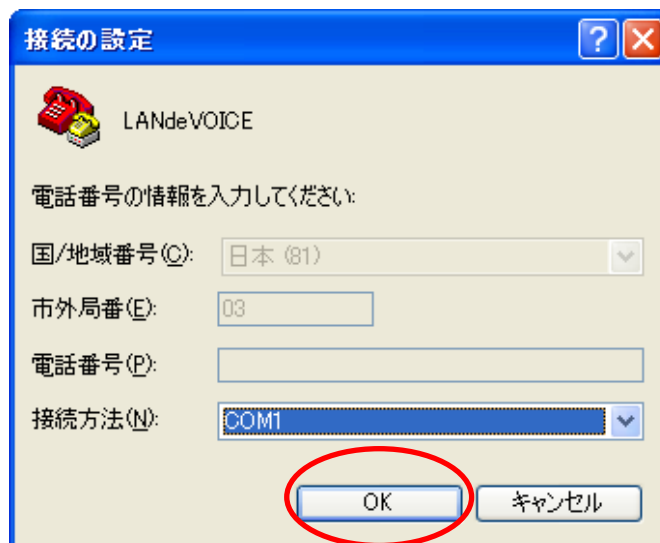 接続の設定
LANdeVOICE
電話番号の情報を入力してください:
国/地域番号(C): 日本 (81)
市外局番(E): 03
電話番号(P):
接続方法(N): COM1
OK キャンセル